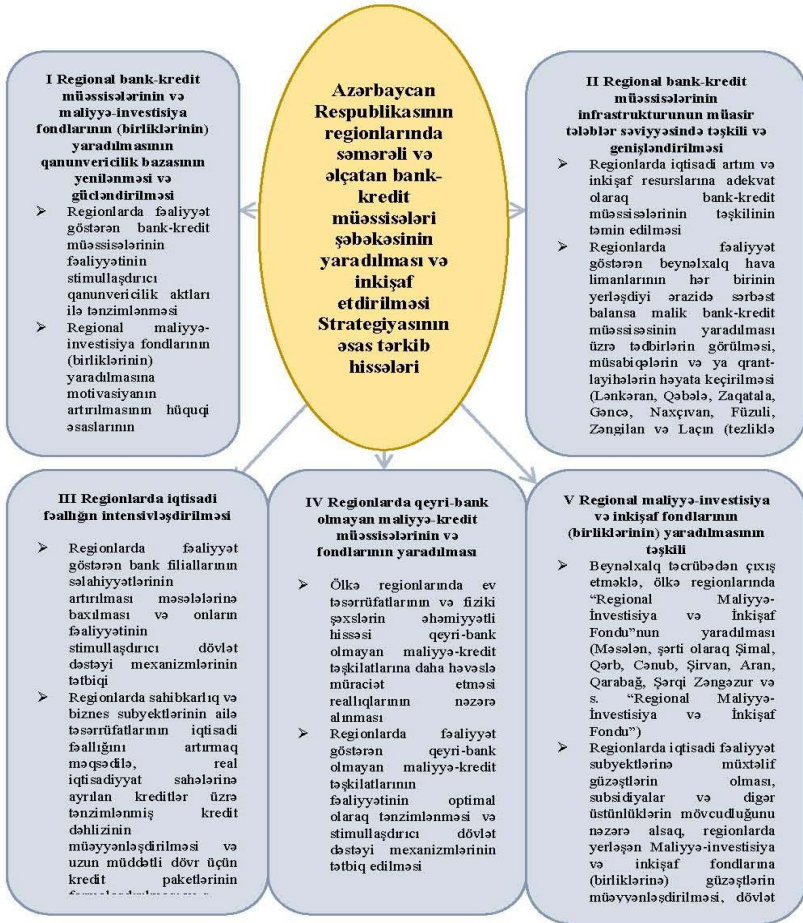 Azərbaycan
Respublikasının
regionlarında
səmərəli və
əlçatan bank-
kredit
müəssisələri
şəbəkəsinin
yaradılması və
inkişaf
etdirilməsi
Strategiyasının
əsas tərkib
hissələri
I Regional bank-kredit
müəssisələrinin və
maliyyə-investisiya
fondlarının (birliklərinin)
yaradılmasının
qanunvericilik bazasının
yenilənməsi və
gücləndirilməsi
➢ Regionlarda fəaliyyət
göstərən bank-kredit
müəssisələrinin
fəaliyyətinin
stimullaşdırıcı
qanunvericilik aktları
ilə tənzimlənməsi
➢ Regional maliyyə-
investisiya fondlarının
(birliklərinin)
yaradılmasına
motivasiyanın
artırılmasının hüquqi
əsaslarının
II Regional bank-kredit
müəssisələrinin
infrastrukturunun müasir
tələblər səviyyəsində təşkili və
genişləndirilməsi
➢ Regionlarda iqtisadi artım və
inkişaf resurslarına adekvat
olaraq bank-kredit
müəssisələrinin təşkilinin
təmin edilməsi
➢ Regionlarda fəaliyyət
göstərən beynəlxalq hava
limanlarının hər birinin
yerləşdiyi ərazidə sərbəst
balansa malik bank-kredit
müəssisəsinin yaradılması
üzrə tədbirlərin görülməsi,
müsabiqələrin və ya qrant-
layihələrin həyata keçirilməsi
(Lənkəran, Qəbələ, Zaqatala,
Gəncə, Naxçıvan, Füzuli,
Zəngilan və Laçın (tezliklə
III Regionlarda iqtisadi
fəallığın intensivləşdirilməsi
➢ Regionlarda fəaliyyət
göstərən bank filiallarının
səlahiyyətlərinin
artırılması məsələlərinə
baxılması və onların
fəaliyyətinin
stimullaşdırıcı dövlət
dəstəyi mexanizmlərinin
tətbiqi
➢ Regionlarda sahibkarlıq və
biznes subyektlərinin ailə
təsərrüfatlarının iqtisadi
fəallığını artırmaq
məqsədilə, real
iqtisadiyyat sahələrinə
ayrılan kreditlər üzrə
tənzimlənmiş kredit
dəhlizinin
müəyyənləşdirilməsi və
uzun müddətli dövr üçün
kredit paketlərinin
IV Regionlarda qeyri-bank
olmayan maliyyə-kredit
müəssisələrinin və
fondlarının yaradılması
➢ Ölkə regionlarında ev
təsərrüfatlarının və fiziki
şəxslərin əhəmiyyətli
hissəsi qeyri-bank
olmayan maliyyə-kredit
təşkilatlarına daha həvəslə
müraciət etməsi
reallıqlarının nəzərə
alınması
➢ Regionlarda fəaliyyət
göstərən qeyri-bank
olmayan maliyyə-kredit
təşkilatlarının
fəaliyyətinin optimal
olaraq tənzimlənməsi və
stimullaşdırıcı dövlət
dəstəyi mexanizmlərinin
tətbiq edilməsi
V Regional maliyyə-investisiya
və inkişaf fondlarının
(birliklərinin) yaradılmasının
təşkili
➢ Beynəlxalq təcrübədən çıxış
etməklə, ölkə regionlarında
“Regional Maliyyə-
İnvestisiya və İnkişaf
Fondu”nun yaradılması
(Məsələn, şərti olaraq Şimal,
Qərb, Cənub, Şirvan, Aran,
Qarabağ, Şərqi Zəngəzur və
s. “Regional Maliyyə-
İnvestisiya və İnkişaf
Fondu”)
➢ Regionlarda iqtisadi fəaliyyət
subyektlərinə müxtəlif
güzəştlərin olması,
subsidiyalar və digər
üstünlüklərin mövcudluğunu
nəzərə alsaq, regionlarda
yerləşən Maliyyə-investisiya
və inkişaf fondlarına
(birliklərinə) güzəştlərin
müəyyənləşdirilməsi, dövlət